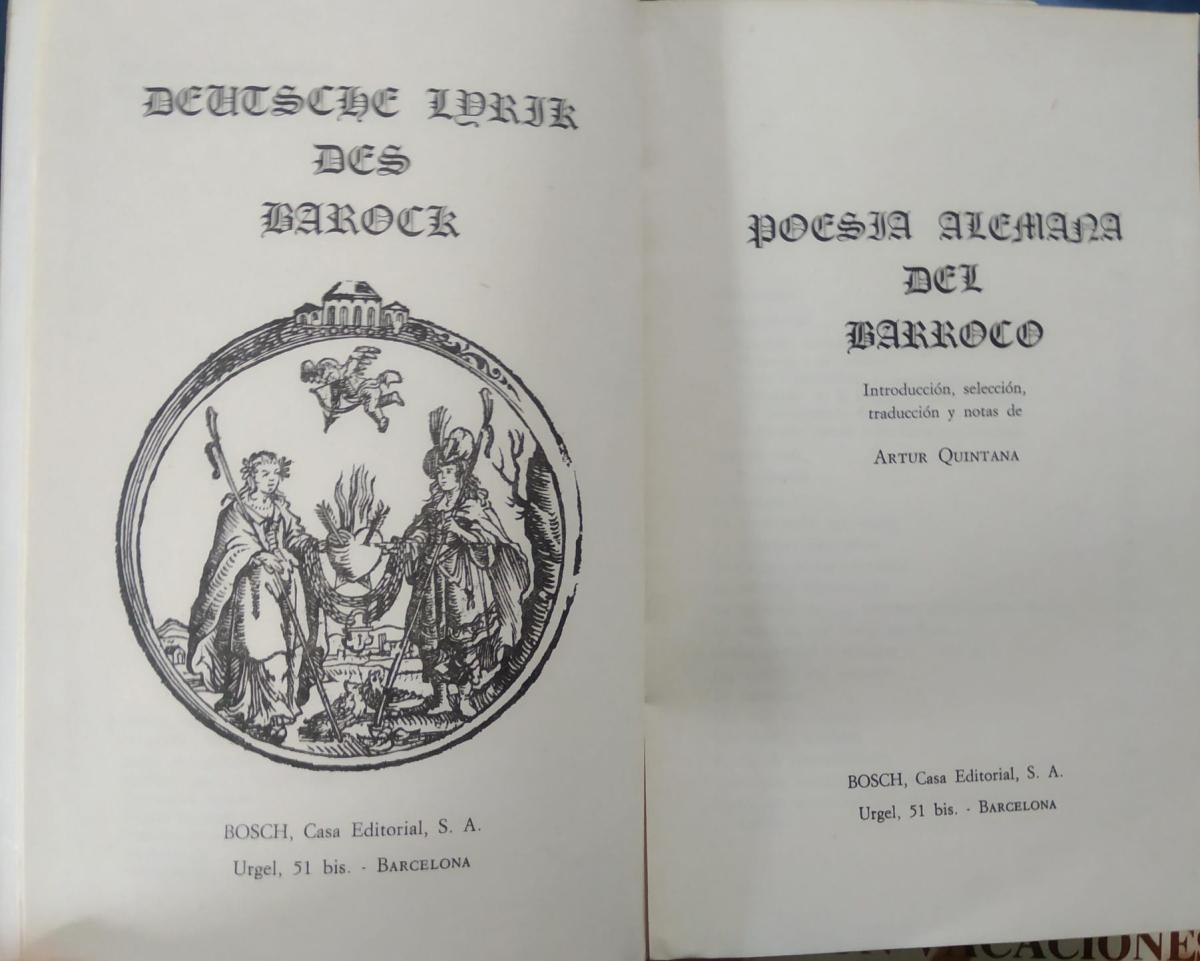 DEUTSCHE LYRIK
DES
BAROCK
BOSCH, Casa Editorial, S. A.
Urgel, 51 bis. - BARCELONA
POESIA ALEMANA
DEL
BARROCO
Introducción, selección,
traducción y notas de
ARTUR QUINTANA
BOSCH, Casa Editorial, S. A.
Urgel, 51 bis. - BARCELONA
VACACIONES